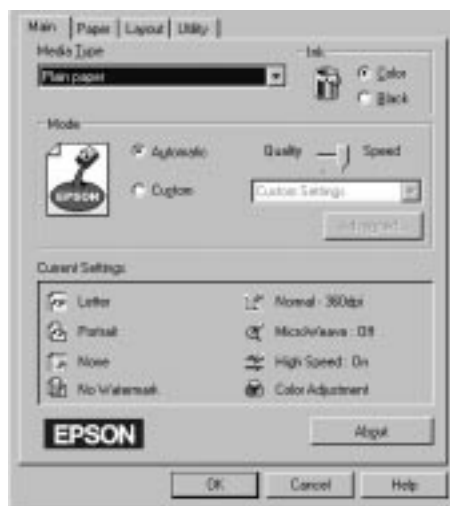 Main Paper Layout Utility
Media Type Ink
Plain paper Color
Black
Mode
Automatic Quality Speed
EPSON Custom Custom Settings
Advanced...
Current Settings
Letter Normal - 360dpi
Portrait MicroWeave : Off
None High Speed : On
No Watermark Color Adjustment
EPSON About
OK Cancel Help